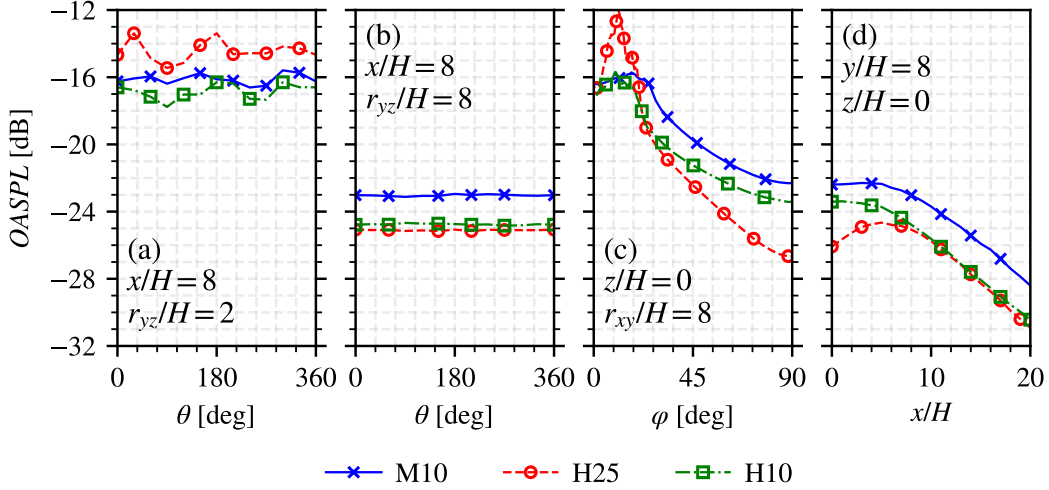 −12
−16
−20
−24
−28
−32
OASPL [dB]
(a)
x/H = 8
r_yz/H = 2
0 180 360
θ [deg]
(b)
x/H = 8
r_yz/H = 8
0 180 360
θ [deg]
(c)
z/H = 0
r_xy/H = 8
0 45 90
φ [deg]
(d)
y/H = 8
z/H = 0
0 10 20
x/H
M10 H25 H10